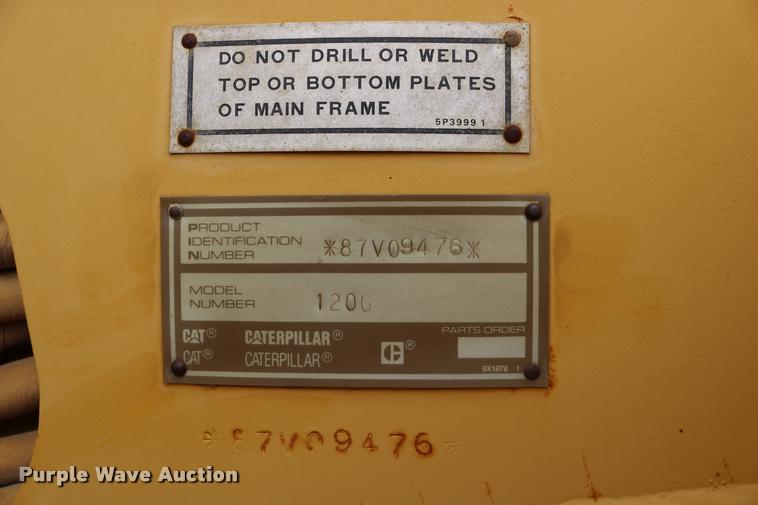 DO NOT DRILL OR WELD
TOP OR BOTTOM PLATES
OF MAIN FRAME
5P3999 1
PRODUCT
IDENTIFICATION
NUMBER
*87V09476*
MODEL
NUMBER
120G
CAT® CATERPILLAR®
CAT® CATERPILLAR® C®
PARTS ORDER
9X1878 1
*87V09476*
Purple Wave Auction